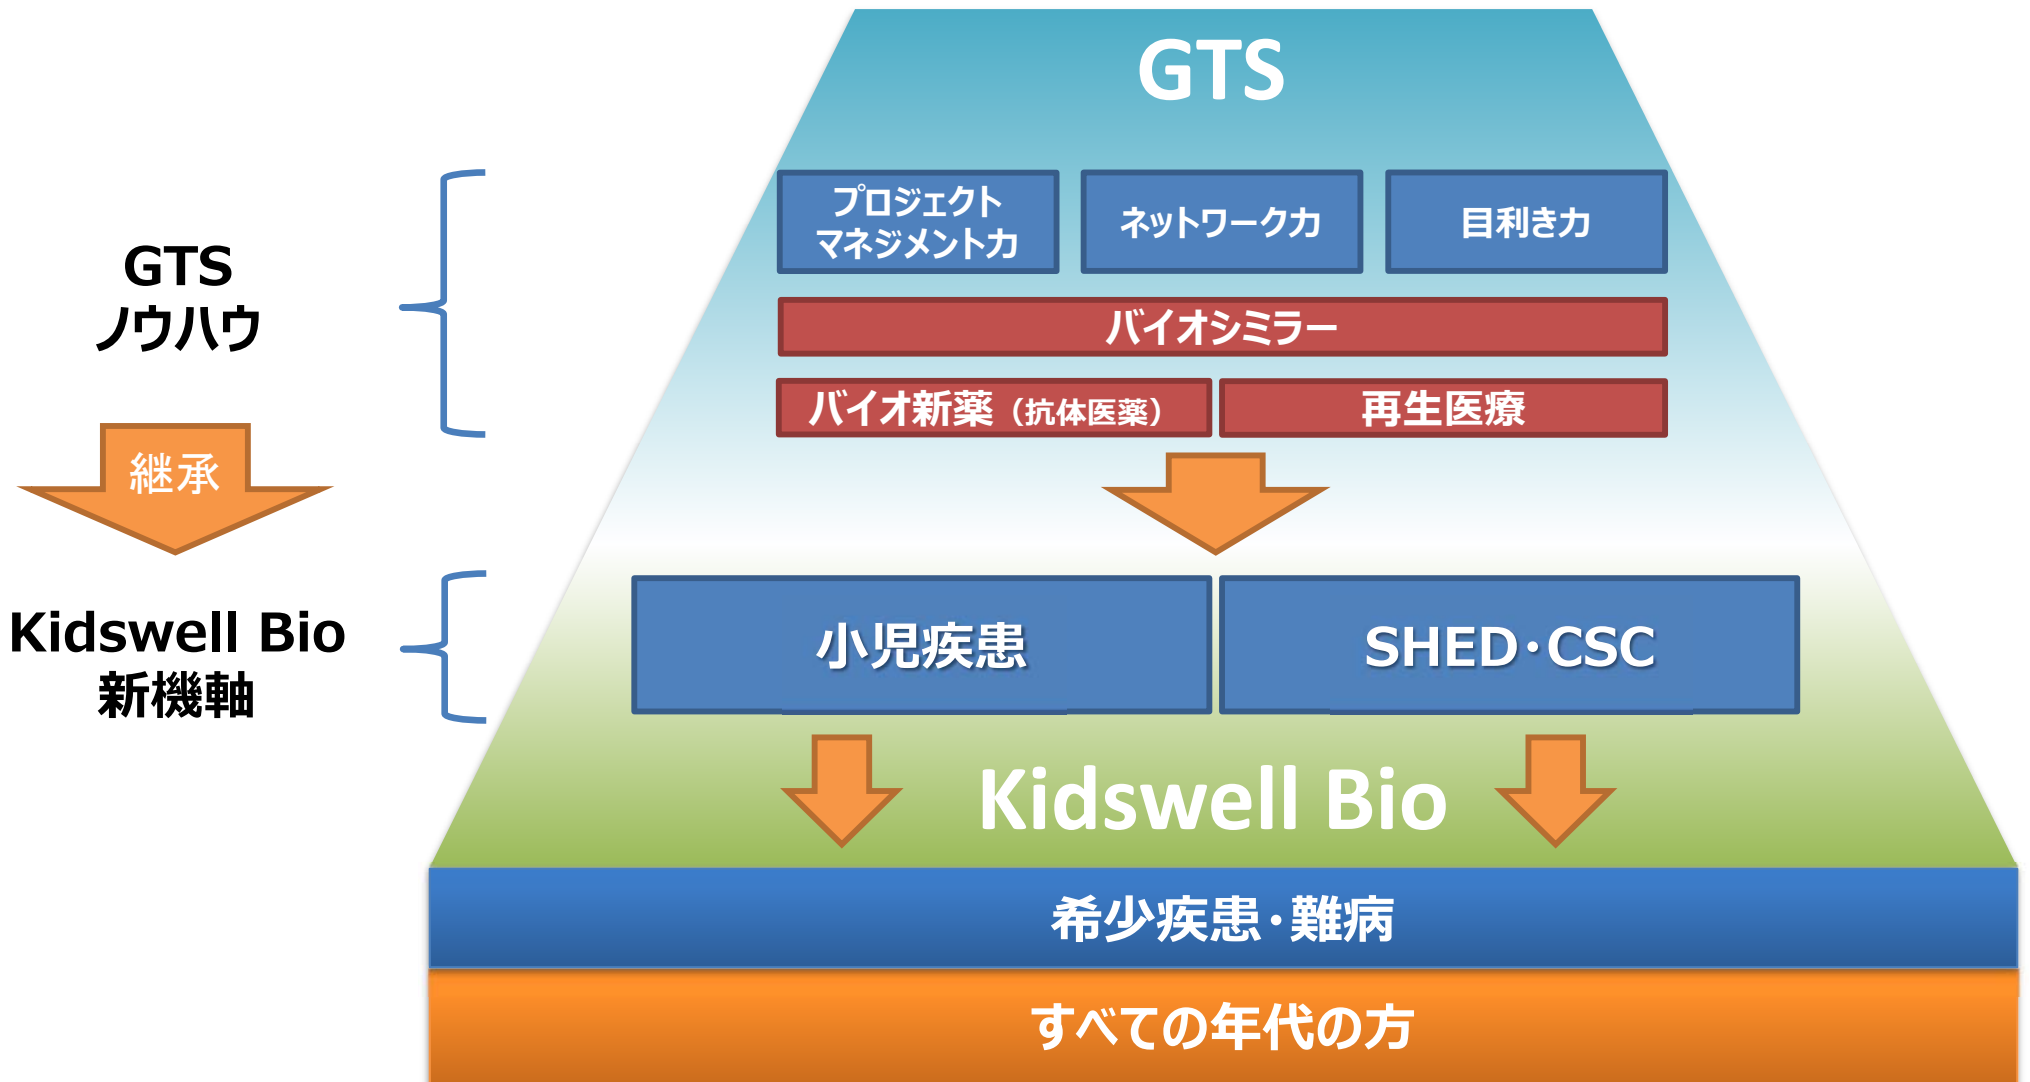 GTS
プロジェクト
マネジメント力
ネットワーク力
目利き力
GTS
ノウハウ
バイオシミラー
バイオ新薬（抗体医薬）
再生医療
継承
Kidswell Bio
新機軸
小児疾患
SHED・CSC
Kidswell Bio
希少疾患・難病
すべての年代の方